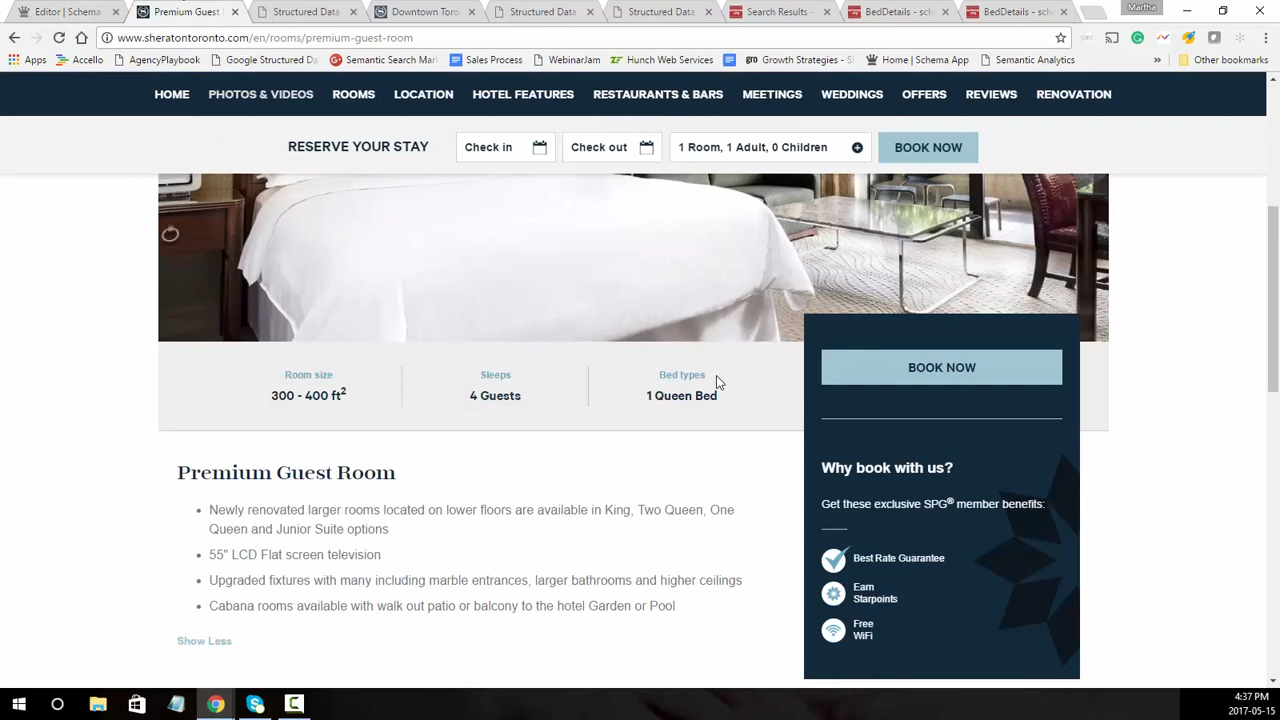 Editor | Schema
Premium Guest
Structured Data
Downtown Toro
Structured Data
Structured Data
Search Results -
BedDetails - sche
BedDetails - sche
Martha
www.sheratontoronto.com/en/rooms/premium-guest-room
Apps
Accello
AgencyPlaybook
Google Structured Da
Semantic Search Mar
Sales Process
WebinarJam
Hunch Web Services
gro Growth Strategies - S
Home | Schema App
Semantic Analytics
»
Other bookmarks
HOME
PHOTOS & VIDEOS
ROOMS
LOCATION
HOTEL FEATURES
RESTAURANTS & BARS
MEETINGS
WEDDINGS
OFFERS
REVIEWS
RENOVATION
RESERVE YOUR STAY
Check in
Check out
1 Room, 1 Adult, 0 Children
BOOK NOW
Room size
300 - 400 ft²
Sleeps
4 Guests
Bed types
1 Queen Bed
BOOK NOW
Premium Guest Room
• Newly renovated larger rooms located on lower floors are available in King, Two Queen, One
Queen and Junior Suite options
• 55" LCD Flat screen television
• Upgraded fixtures with many including marble entrances, larger bathrooms and higher ceilings
• Cabana rooms available with walk out patio or balcony to the hotel Garden or Pool
Show Less
Why book with us?
Get these exclusive SPG® member benefits:
Best Rate Guarantee
Earn
Starpoints
Free
WiFi
4:37 PM
2017-05-15